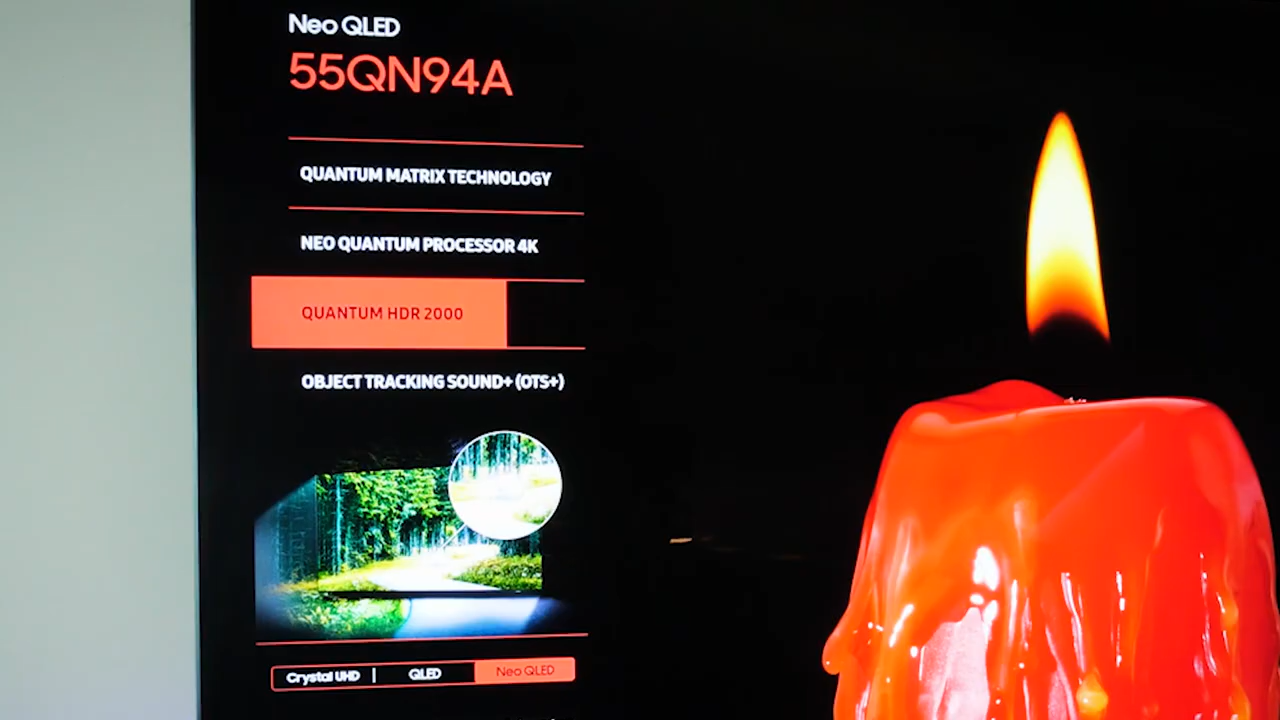 Neo QLED
55QN94A
QUANTUM MATRIX TECHNOLOGY
NEO QUANTUM PROCESSOR 4K
QUANTUM HDR 2000
OBJECT TRACKING SOUND+ (OTS+)
Crystal UHD | QLED Neo QLED